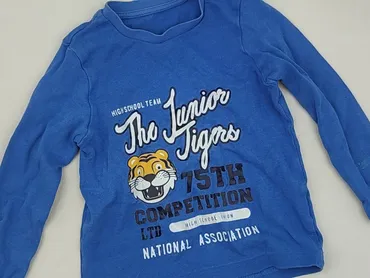 HIGHSCHOOL TEAM
The Junior
Tigers
75TH
COMPETITION
LTD
NATIONAL ASSOCIATION